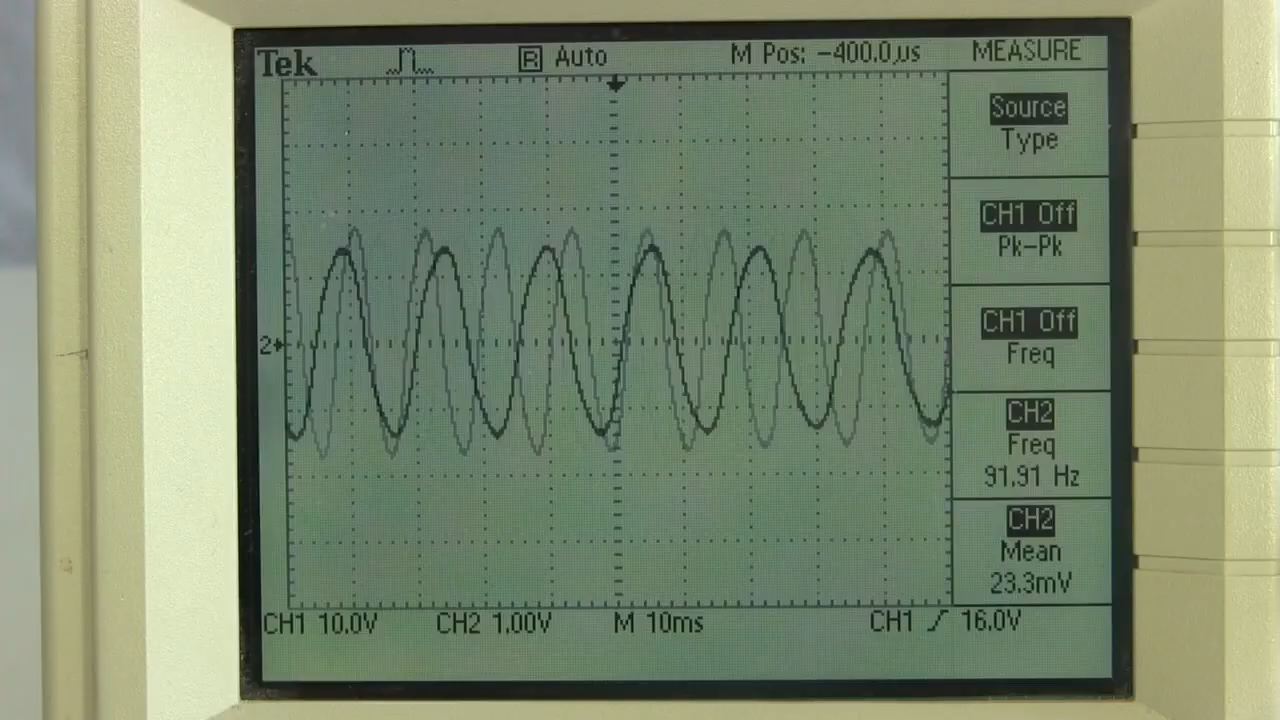 Tek R Auto M Pos: -400.0µs MEASURE
Source
Type
CH1 Off
Pk-Pk
CH1 Off
Freq
2
CH2
Freq
91.91 Hz
CH2
Mean
23.3mV
CH1 10.0V CH2 1.00V M 10ms CH1 16.0V